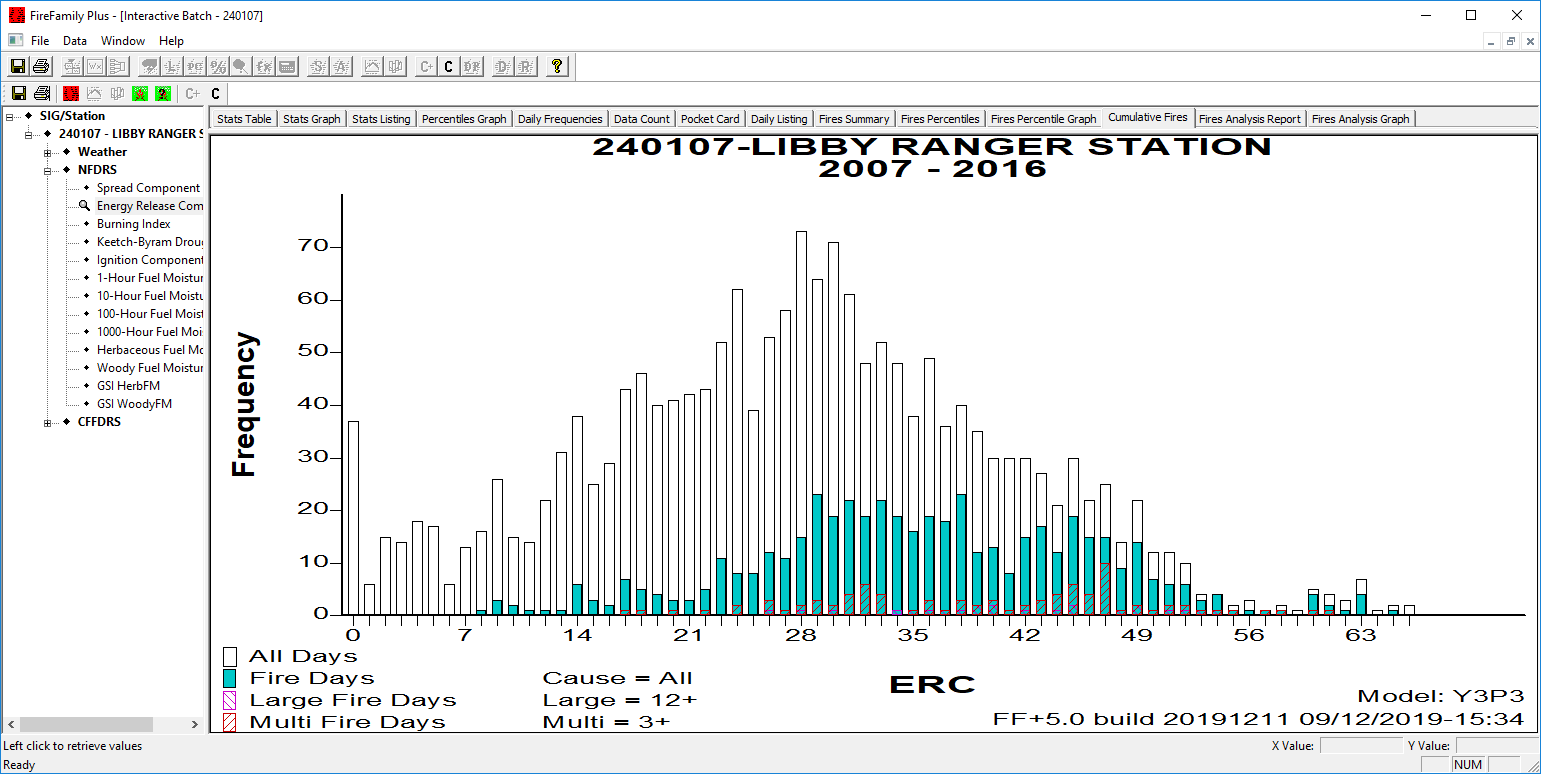 FireFamily Plus - [Interactive Batch - 240107]
File Data Window Help
C+ C
C+ C
SIG/Station
240107 - LIBBY RANGER S
Weather
NFDRS
Spread Component
Energy Release Com
Burning Index
Keetch-Byram Drou
Ignition Component
1-Hour Fuel Moistur
10-Hour Fuel Moistu
100-Hour Fuel Moist
1000-Hour Fuel Moi
Herbaceous Fuel Mo
Woody Fuel Moistur
GSI HerbFM
GSI WoodyFM
CFFDRS
Stats Table Stats Graph Stats Listing Percentiles Graph Daily Frequencies Data Count Pocket Card Daily Listing Fires Summary Fires Percentiles Fires Percentile Graph Cumulative Fires Fires Analysis Report Fires Analysis Graph
240107-LIBBY RANGER STATION
2007 - 2016
Frequency
70
60
50
40
30
20
10
0
0 7 14 21 28 35 42 49 56 63
ERC
All Days
Fire Days Cause = All
Large Fire Days Large = 12+
Multi Fire Days Multi = 3+
Model: Y3P3
FF+5.0 build 20191211 09/12/2019-15:34
Left click to retrieve values
X Value: Y Value:
Ready
NUM